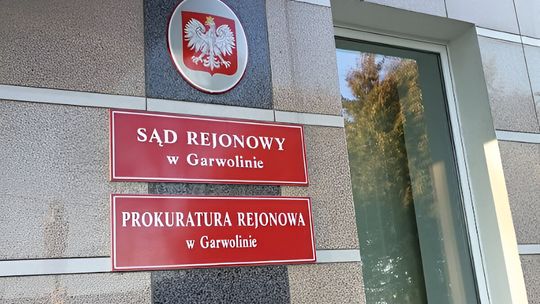 SĄD REJONOWY
w Garwolinie
PROKURATURA REJONOWA
w Garwolinie